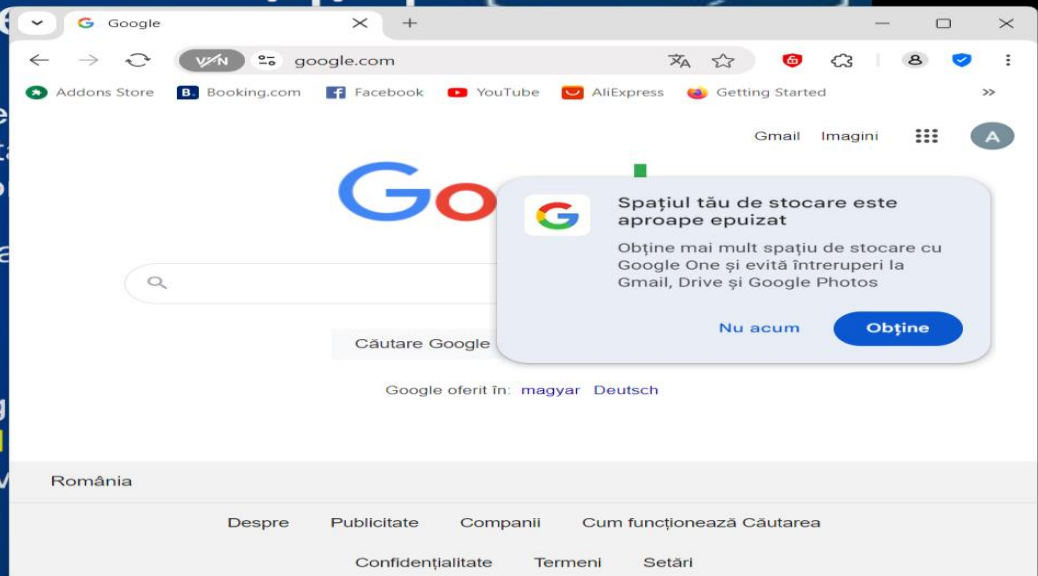 Google
VPN
google.com
Addons Store
B. Booking.com
Facebook
YouTube
AliExpress
Getting Started
Gmail
Imagini
A
Spațiul tău de stocare este
aproape epuizat
Obține mai mult spațiu de stocare cu
Google One și evită întreruperi la
Gmail, Drive și Google Photos
Nu acum
Obține
Căutare Google
Google oferit în: magyar Deutsch
România
Despre
Publicitate
Companii
Cum funcționează Căutarea
Confidențialitate
Termeni
Setări